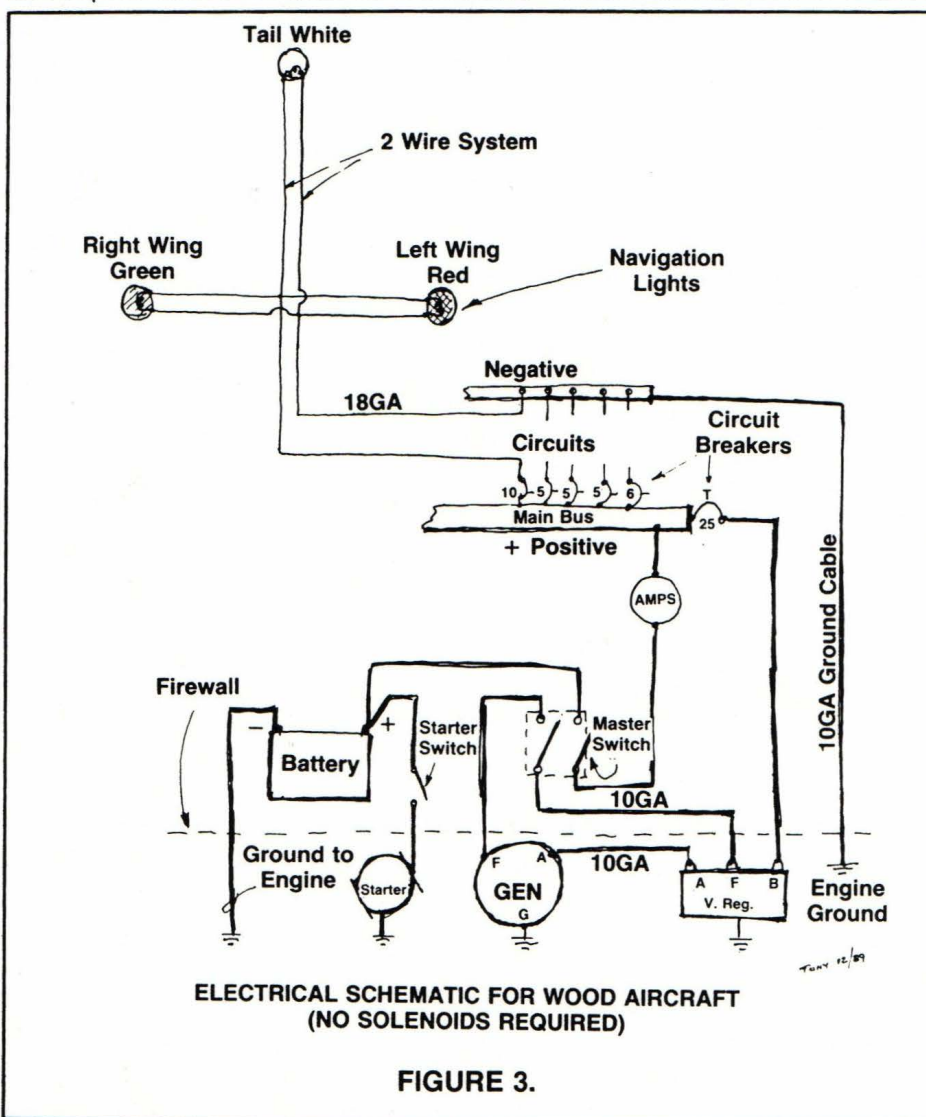 Tail White
2 Wire System
Right Wing
Green
Left Wing
Red
Navigation
Lights
Negative
18GA
Circuits
Circuit
Breakers
10 5 5 5 6
T
25
Main Bus
+ Positive
AMPS
10GA Ground Cable
Firewall
- +
Battery
Starter
Switch
Master
Switch
10GA
Ground to
Engine
Starter
F A
GEN
G
10GA
A F B
V. Reg.
Engine
Ground
TONY 12/89
ELECTRICAL SCHEMATIC FOR WOOD AIRCRAFT
(NO SOLENOIDS REQUIRED)
FIGURE 3.